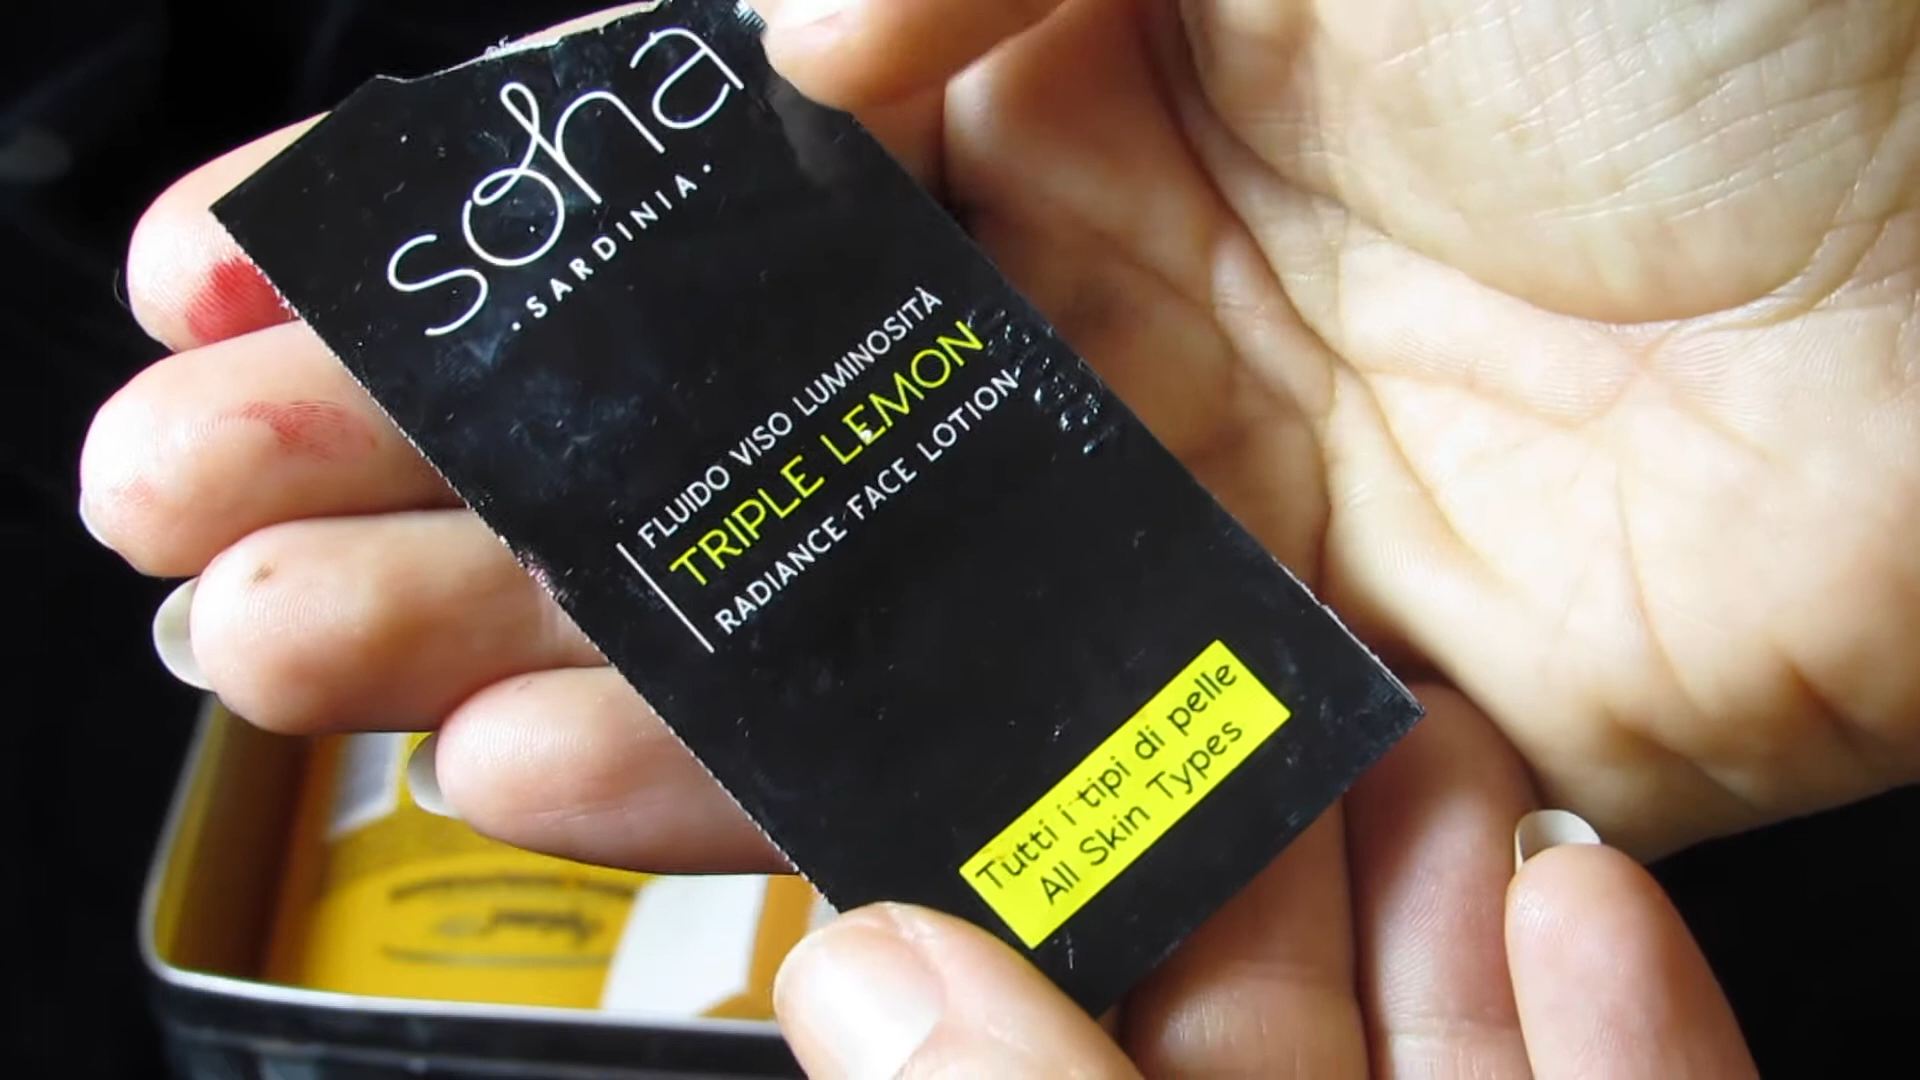 soha
• SARDINIA •
FLUIDO VISO LUMINOSITÀ
TRIPLE LEMON
RADIANCE FACE LOTION
Tutti i tipi di pelle
All Skin Types